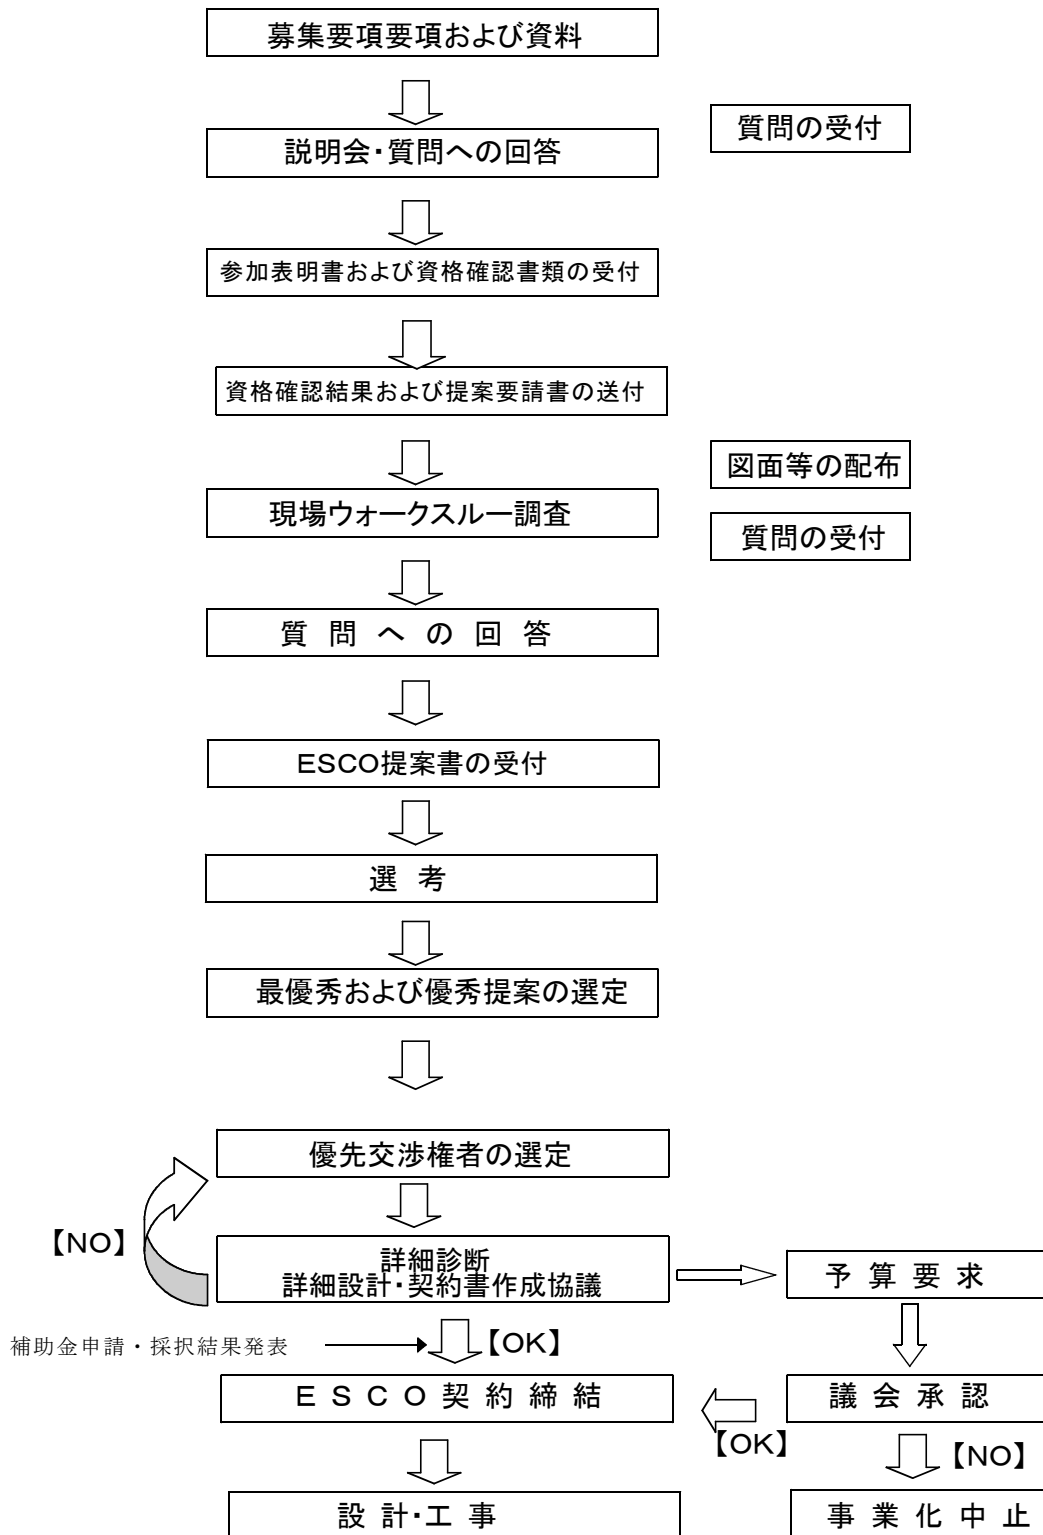 募集要項要項および資料
質問の受付
説明会・質問への回答
参加表明書および資格確認書類の受付
資格確認結果および提案要請書の送付
図面等の配布
現場ウォークスルー調査
質問の受付
質 問 へ の 回 答
ESCO提案書の受付
選 考
最優秀および優秀提案の選定
優先交渉権者の選定
【NO】
詳細診断
詳細設計・契約書作成協議
予 算 要 求
補助金申請・採択結果発表
【OK】
E S C O 契 約 締 結
議 会 承 認
【OK】
【NO】
設 計・工 事
事 業 化 中 止